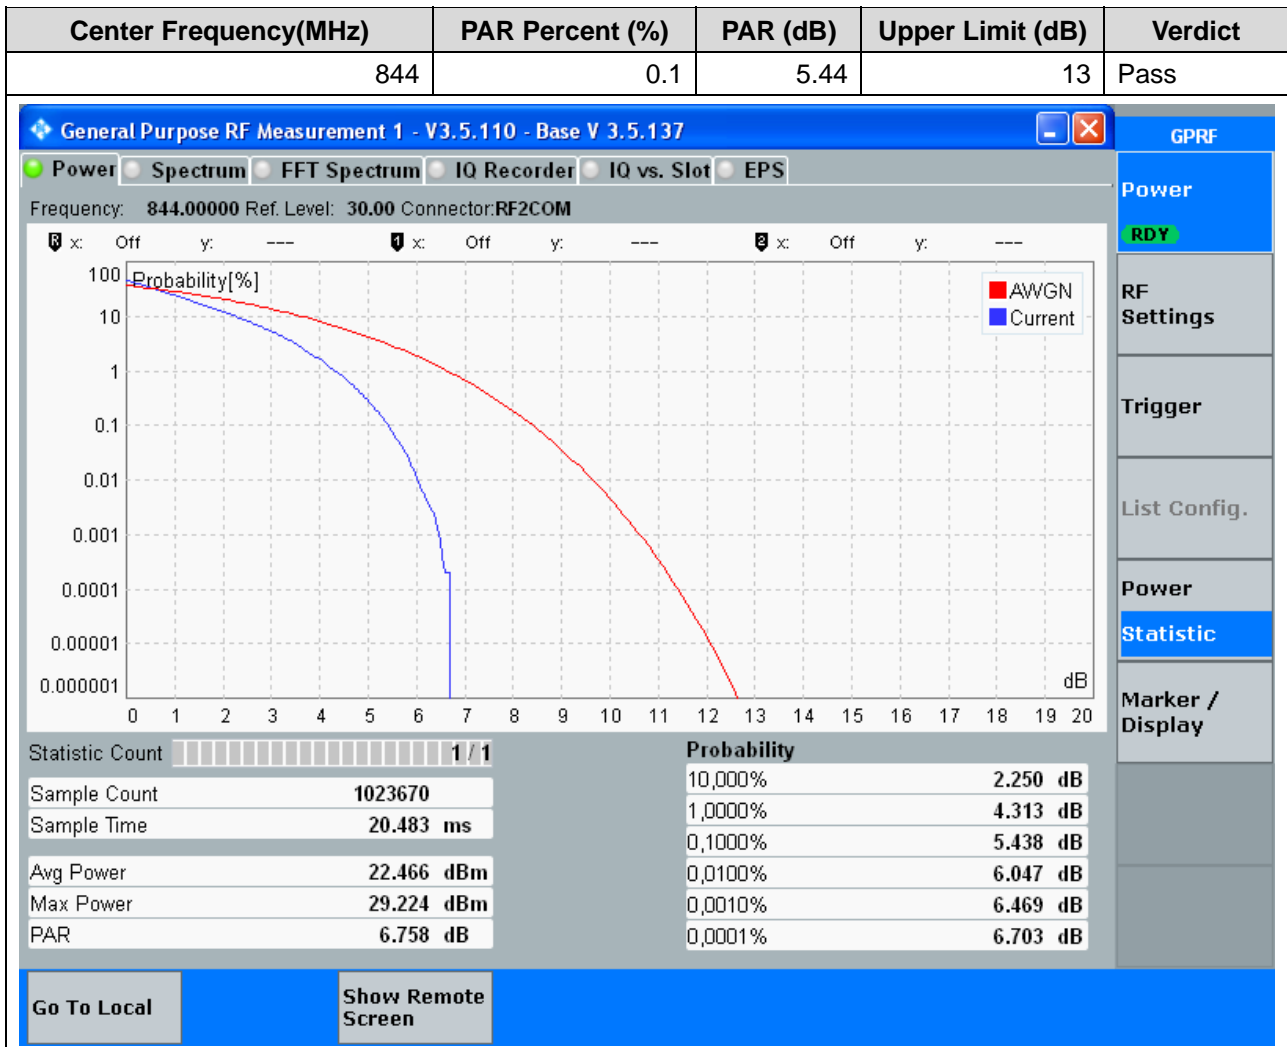 Center Frequency(MHz) PAR Percent (%) PAR (dB) Upper Limit (dB) Verdict
844 0.1 5.44 13 Pass
General Purpose RF Measurement 1 - V3.5.110 - Base V 3.5.137
GPRF
Power Spectrum FFT Spectrum IQ Recorder IQ vs. Slot EPS
Power
RDY
Frequency: 844.00000 Ref. Level: 30.00 Connector:RF2COM
R x: Off y: --- 1 x: Off y: --- 2 x: Off y: ---
Probability[%]
AWGN
Current
100
10
1
0.1
0.01
0.001
0.0001
0.00001
0.000001
dB
0 1 2 3 4 5 6 7 8 9 10 11 12 13 14 15 16 17 18 19 20
RF
Settings
Trigger
List Config.
Power
Statistic
Marker /
Display
Statistic Count 1 / 1
Sample Count 1023670
Sample Time 20.483 ms
Avg Power 22.466 dBm
Max Power 29.224 dBm
PAR 6.758 dB
Probability
10,000% 2.250 dB
1,0000% 4.313 dB
0,1000% 5.438 dB
0,0100% 6.047 dB
0,0010% 6.469 dB
0,0001% 6.703 dB
Go To Local
Show Remote
Screen